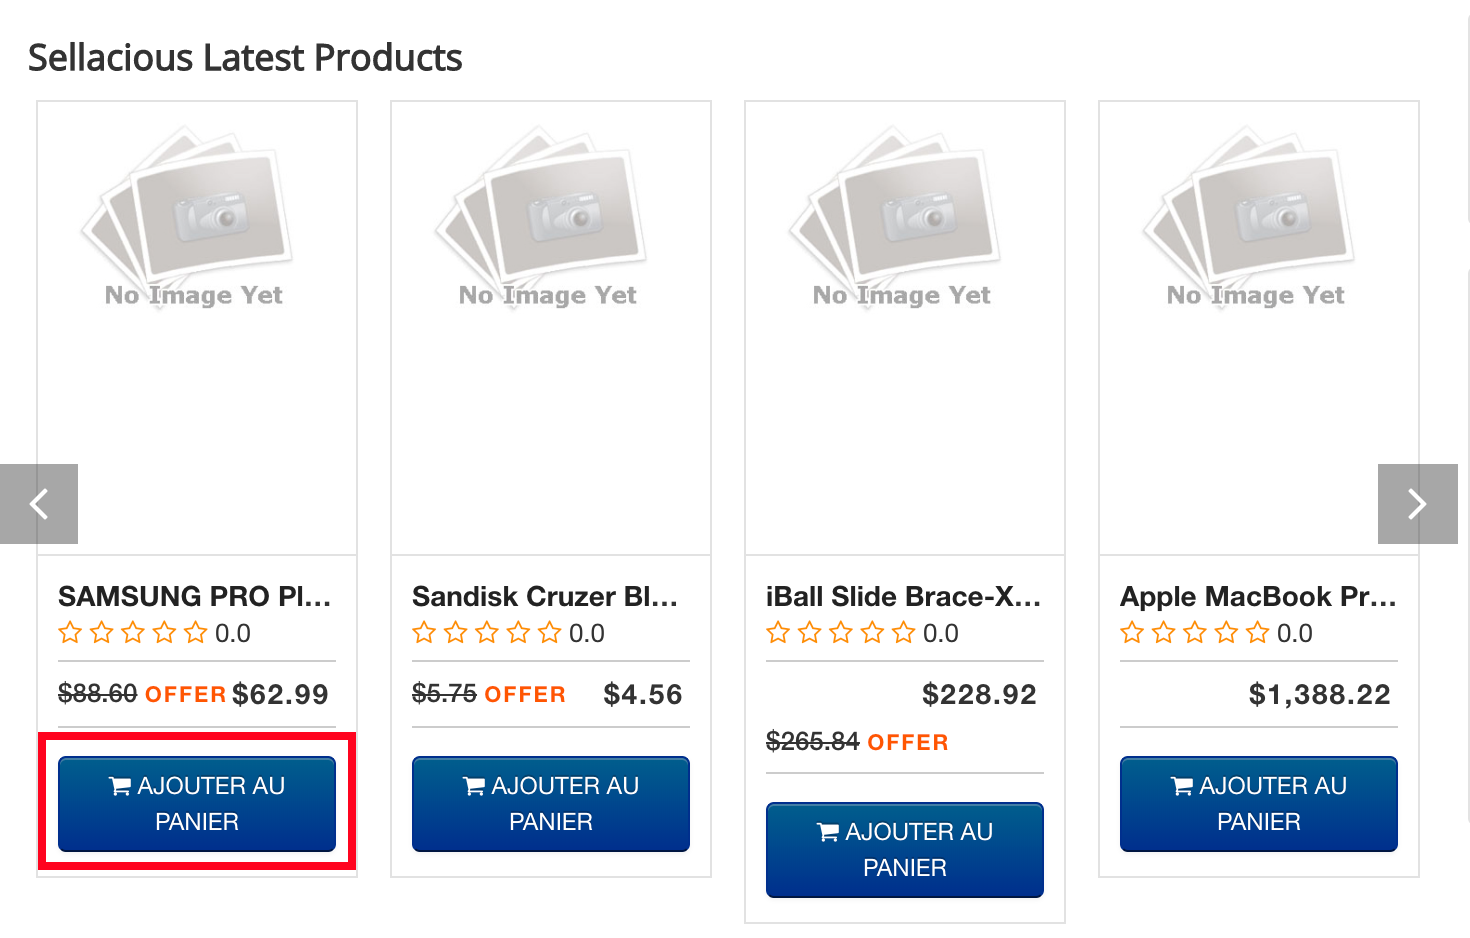 Sellacious Latest Products
No Image Yet
No Image Yet
No Image Yet
No Image Yet
SAMSUNG PRO Pl...
0.0
$88.60 OFFER $62.99
AJOUTER AU
PANIER
Sandisk Cruzer Bl...
0.0
$5.75 OFFER $4.56
AJOUTER AU
PANIER
iBall Slide Brace-X...
0.0
$228.92
$265.84 OFFER
AJOUTER AU
PANIER
Apple MacBook Pr...
0.0
$1,388.22
AJOUTER AU
PANIER